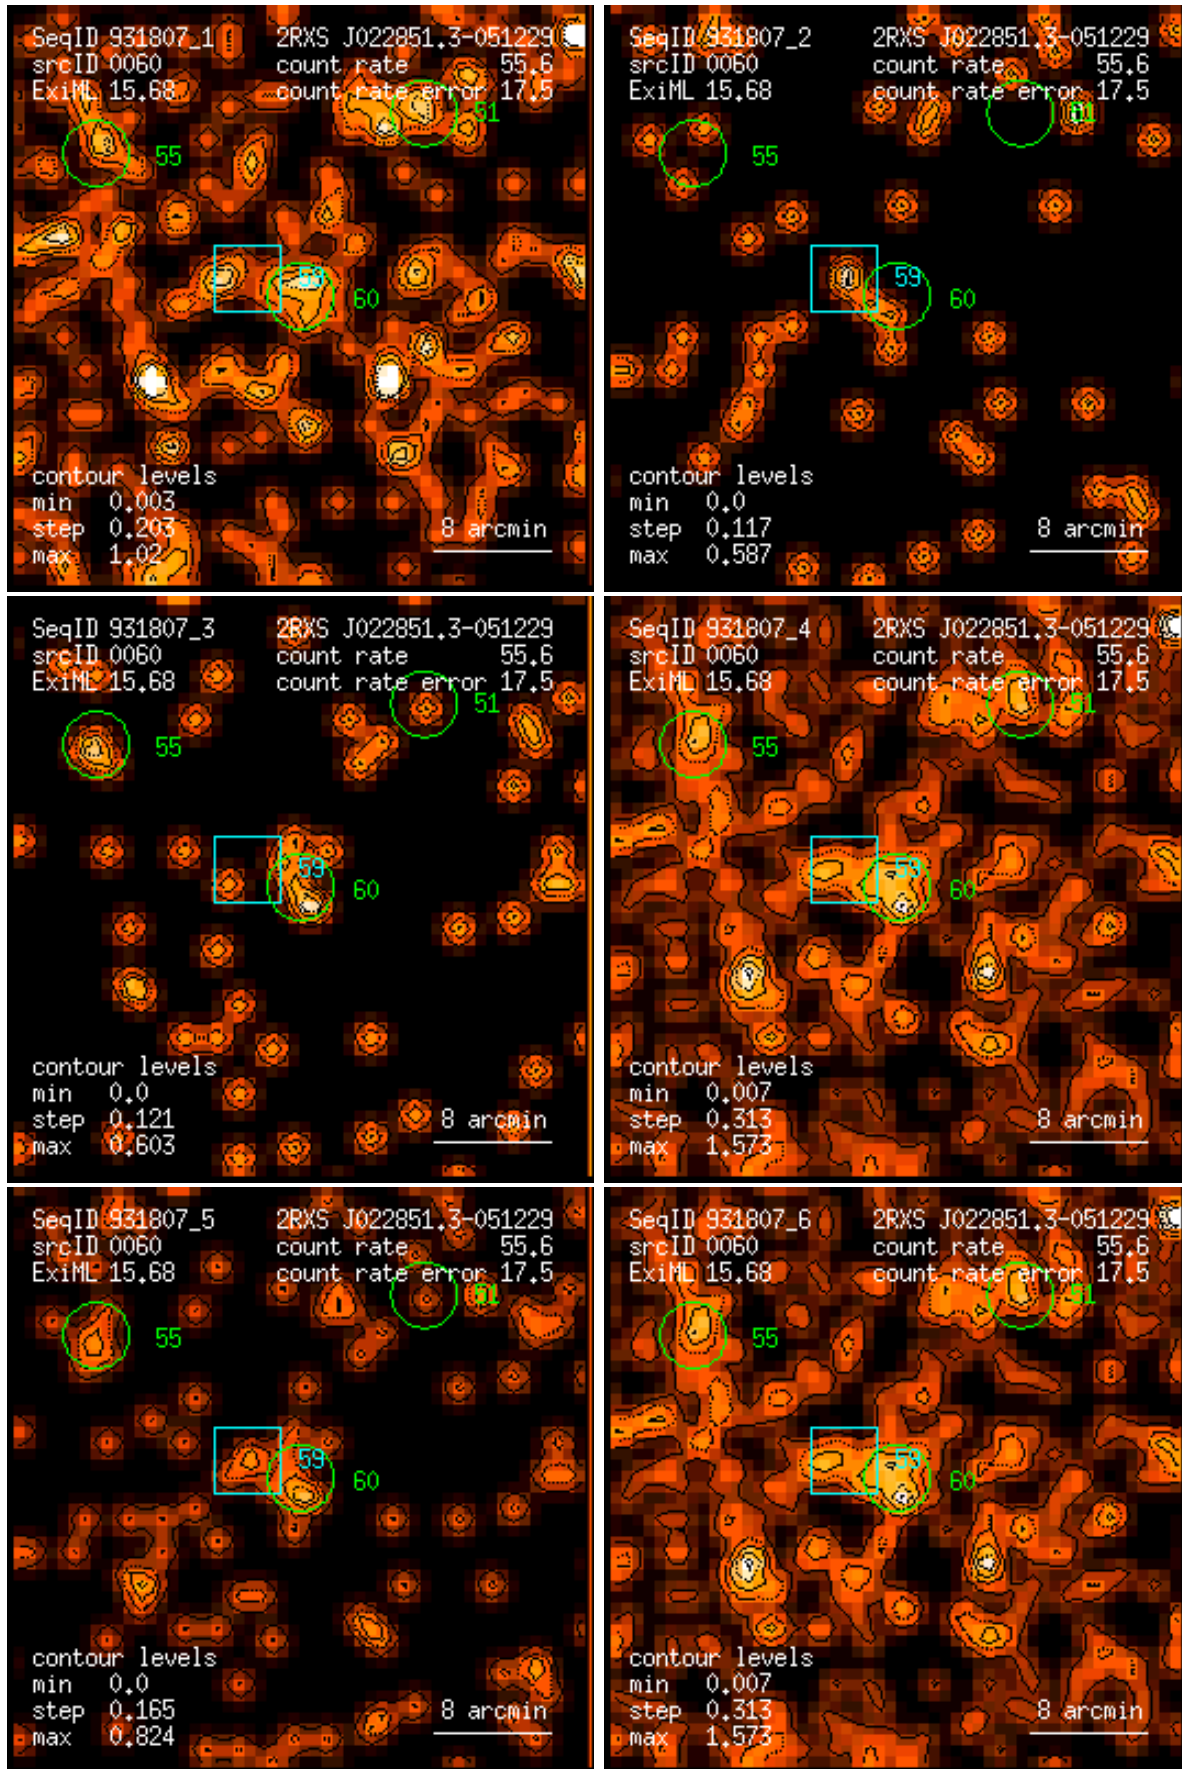 SeqID 931807_1 2RXS J022851.3-051229
srcID 0060 count rate 55.6
ExiML 15.68 count rate error 17.5
51
55
59
60
contour levels
min 0.003
step 0.203 8 arcmin
max 1.02
SeqID 931807_2 2RXS J022851.3-051229
srcID 0060 count rate 55.6
ExiML 15.68 count rate error 17.5
51
55
59
60
contour levels
min 0.0
step 0.117 8 arcmin
max 0.587
SeqID 931807_3 2RXS J022851.3-051229
srcID 0060 count rate 55.6
ExiML 15.68 count rate error 17.5
51
55
59
60
contour levels
min 0.0
step 0.121 8 arcmin
max 0.603
SeqID 931807_4 2RXS J022851.3-051229
srcID 0060 count rate 55.6
ExiML 15.68 count rate error 17.5
51
55
59
60
contour levels
min 0.007
step 0.313 8 arcmin
max 1.573
SeqID 931807_5 2RXS J022851.3-051229
srcID 0060 count rate 55.6
ExiML 15.68 count rate error 17.5
51
55
59
60
contour levels
min 0.0
step 0.165 8 arcmin
max 0.824
SeqID 931807_6 2RXS J022851.3-051229
srcID 0060 count rate 55.6
ExiML 15.68 count rate error 17.5
51
55
59
60
contour levels
min 0.007
step 0.313 8 arcmin
max 1.573